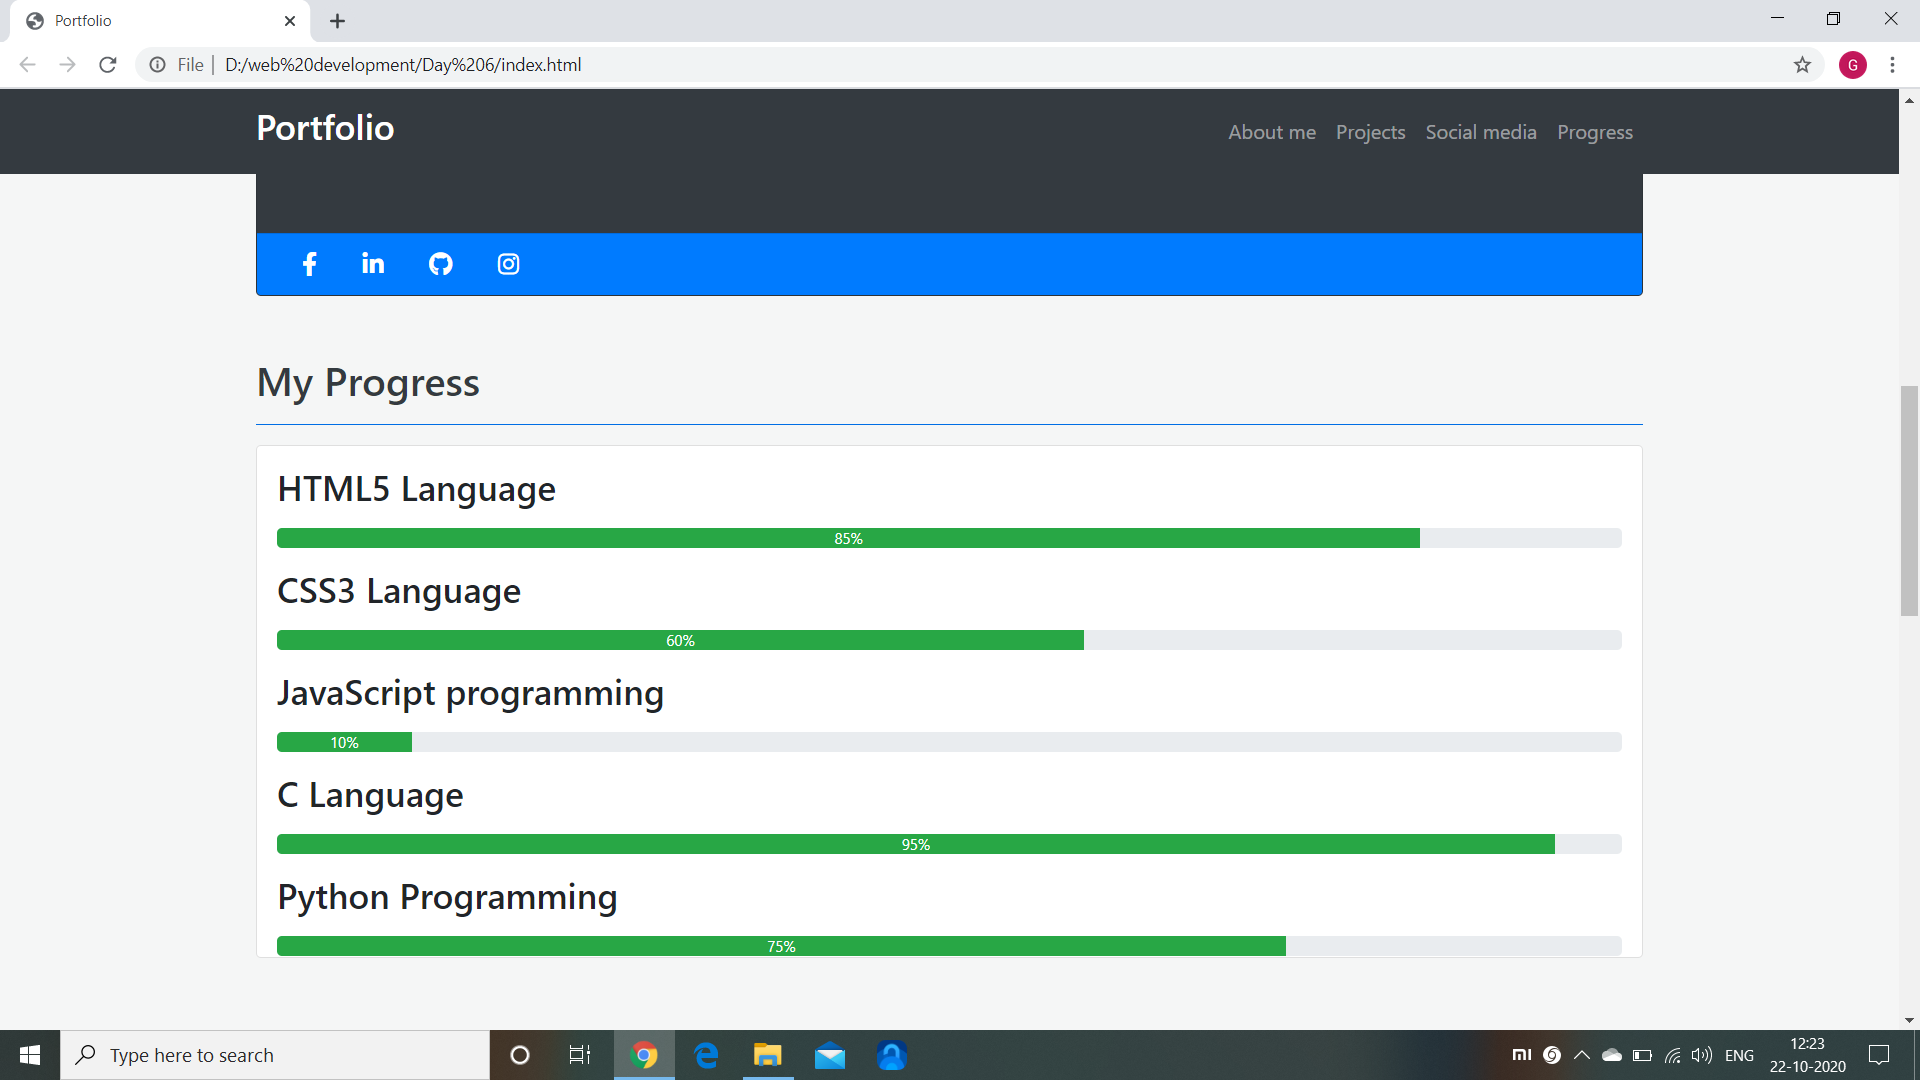 Portfolio
File
D:/web%20development/Day%206/index.html
G
Portfolio
About me
Projects
Social media
Progress
My Progress
HTML5 Language
85%
CSS3 Language
60%
JavaScript programming
10%
C Language
95%
Python Programming
75%
Type here to search
ENG
12:23
22-10-2020